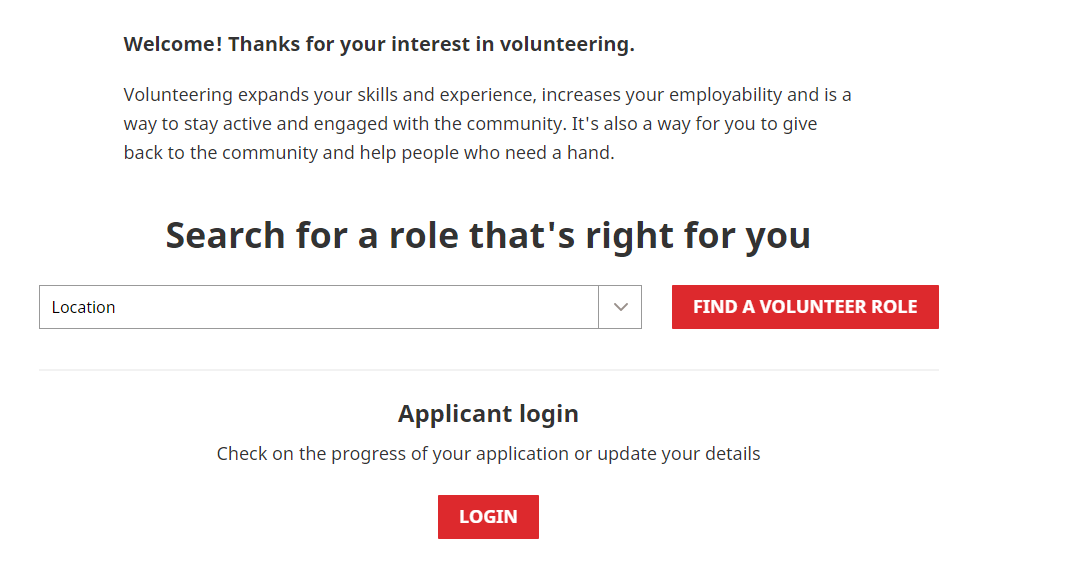 Welcome! Thanks for your interest in volunteering.
Volunteering expands your skills and experience, increases your employability and is a
way to stay active and engaged with the community. It's also a way for you to give
back to the community and help people who need a hand.
Search for a role that's right for you
Location
FIND A VOLUNTEER ROLE
Applicant login
Check on the progress of your application or update your details
LOGIN